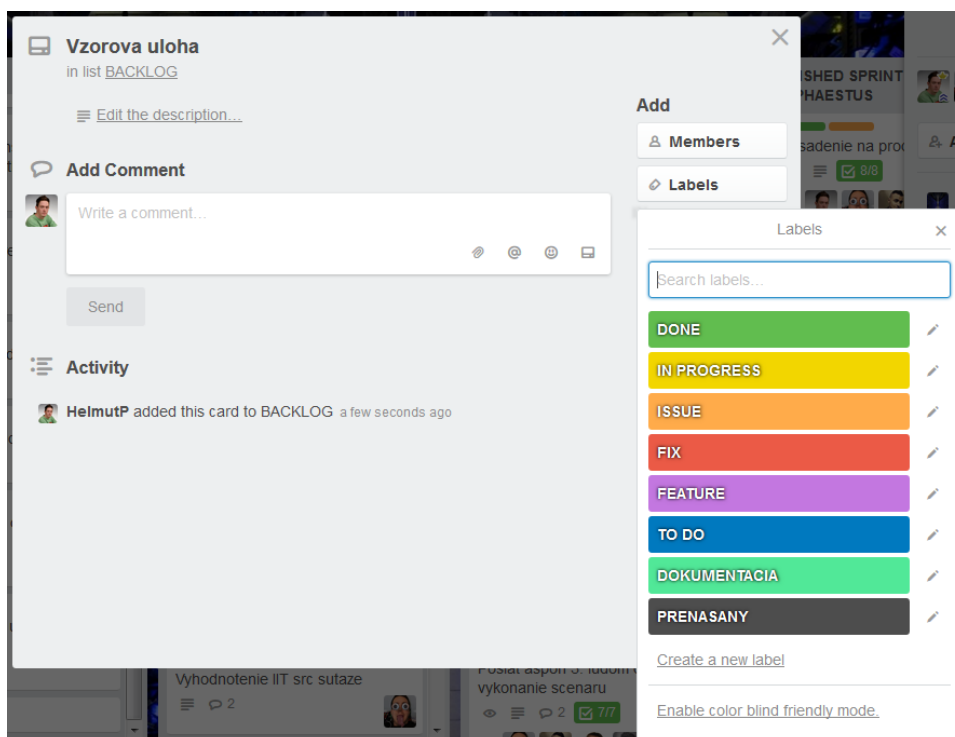 Vzorova uloha
in list BACKLOG
Edit the description...
Add Comment
Write a comment...
Send
Activity
HelmutP added this card to BACKLOG a few seconds ago
Add
Members
Labels
SHED SPRINT
PHAESTUS
sadenie na prod
8/8
Labels
Search labels...
DONE
IN PROGRESS
ISSUE
FIX
FEATURE
TO DO
DOKUMENTACIA
PRENASANY
Create a new label
Enable color blind friendly mode.
Vyhodnotenie IIT src sutaze
2
vykonanie scenaru
2
7/7